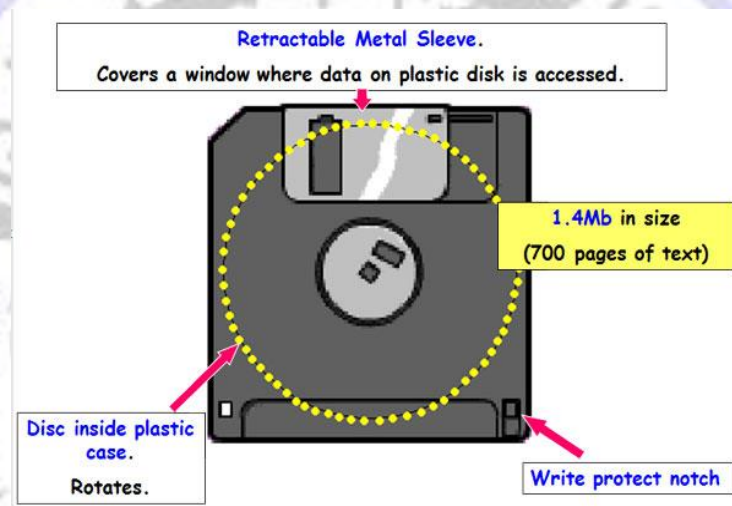 Retractable Metal Sleeve.
Covers a window where data on plastic disk is accessed.
1.4Mb in size
(700 pages of text)
Disc inside plastic
case.
Rotates.
Write protect notch